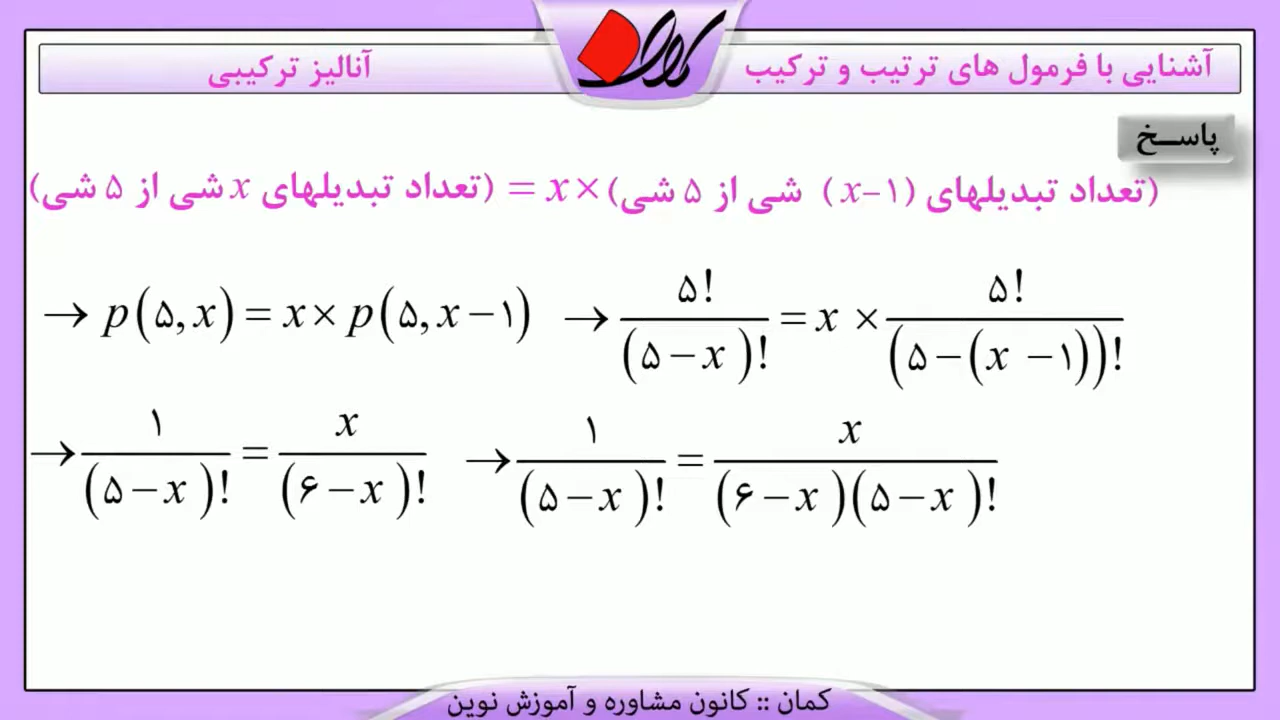 آشنایی با فرمول های ترتیب و ترکیب
کمان
آنالیز ترکیبی
پاسـخ
(تعداد تبدیلهای x شی از ۵ شی) = x × (تعداد تبدیلهای (x−۱) شی از ۵ شی)
→ p(۵, x) = x × p(۵, x − ۱) → ۵! / (۵ − x)! = x × ۵! / (۵ − (x − ۱))!
→ ۱ / (۵ − x)! = x / (۶ − x)! → ۱ / (۵ − x)! = x / (۶ − x)(۵ − x)!
کمان :: کانون مشاوره و آموزش نوین